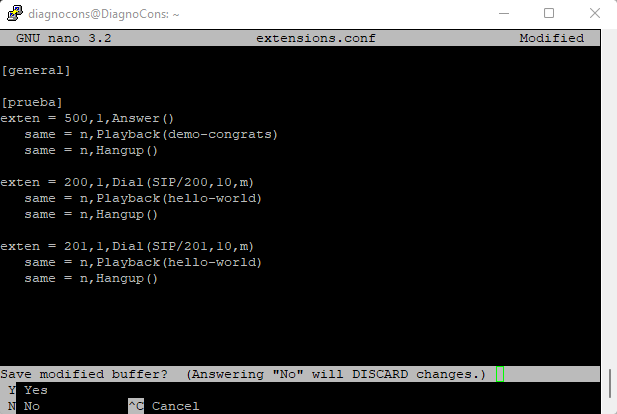 diagnocons@DiagnoCons: ~
GNU nano 3.2 extensions.conf Modified
[general]
[prueba]
exten = 500,1,Answer()
same = n,Playback(demo-congrats)
same = n,Hangup()
exten = 200,1,Dial(SIP/200,10,m)
same = n,Playback(hello-world)
same = n,Hangup()
exten = 201,1,Dial(SIP/201,10,m)
same = n,Playback(hello-world)
same = n,Hangup()
Save modified buffer?  (Answering "No" will DISCARD changes.)
Y Yes
N No ^C Cancel